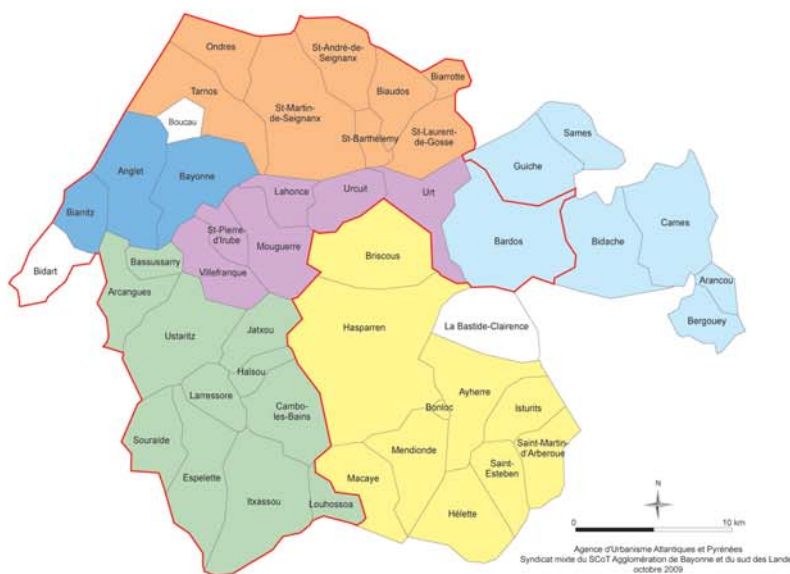 Ondres
St-André-de-
Seignanx
Biarrotte
Tarnos
Biaudos
St-Martin-
de-Seignanx
Boucau
St-Barthélemy
St-Laurent-
de-Gosse
Sames
Guiche
Anglet
Bayonne
Lahonce
Urcuit
Urt
Biarritz
St-Pierre-
d'Irube
Mouguerre
Bardos
Bidache
Cames
Bidart
Bassussarry
Villefranque
Briscous
Arancou
Arcangues
Bergouey
Ustaritz
Jatxou
Hasparren
La Bastide-Clairence
Halsou
Larressore
Cambo-
les-Bains
Ayherre
Bonloc
Isturits
Souraïde
Mendionde
Saint-Martin-
d'Arberoue
Espelette
Macaye
Saint-
Esteben
Itxassou
Louhossoa
Hélette
N
0 10 km
Agence d'Urbanisme Atlantiques et Pyrénées
Syndicat mixte du SCoT Agglomération de Bayonne et du sud des Landes
octobre 2009